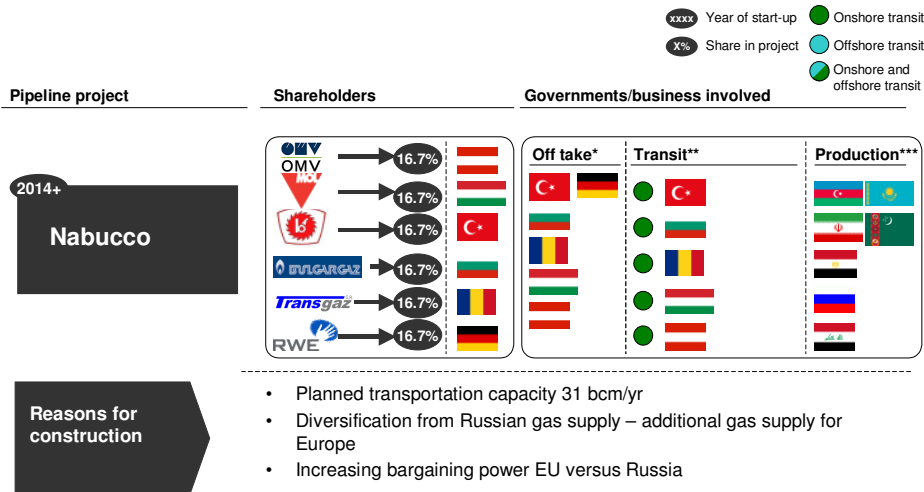 xxxx Year of start-up Onshore transit
X% Share in project Offshore transit
Onshore and
offshore transit
Pipeline project Shareholders Governments/business involved
Off take* Transit** Production***
OMV
OMV
16.7%
MOL
16.7%
16.7%
BULGARGAZ 16.7%
Transgaz 16.7%
RWE 16.7%
2014+
Nabucco
Reasons for
construction
• Planned transportation capacity 31 bcm/yr
• Diversification from Russian gas supply – additional gas supply for
Europe
• Increasing bargaining power EU versus Russia